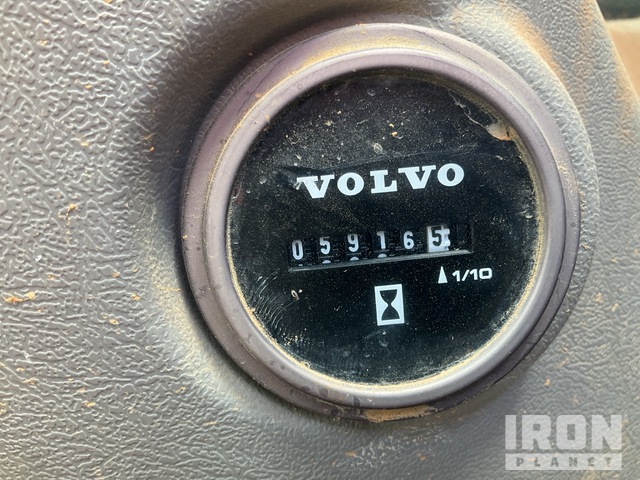 VOLVO
059165
1/10
IRON
PLANET